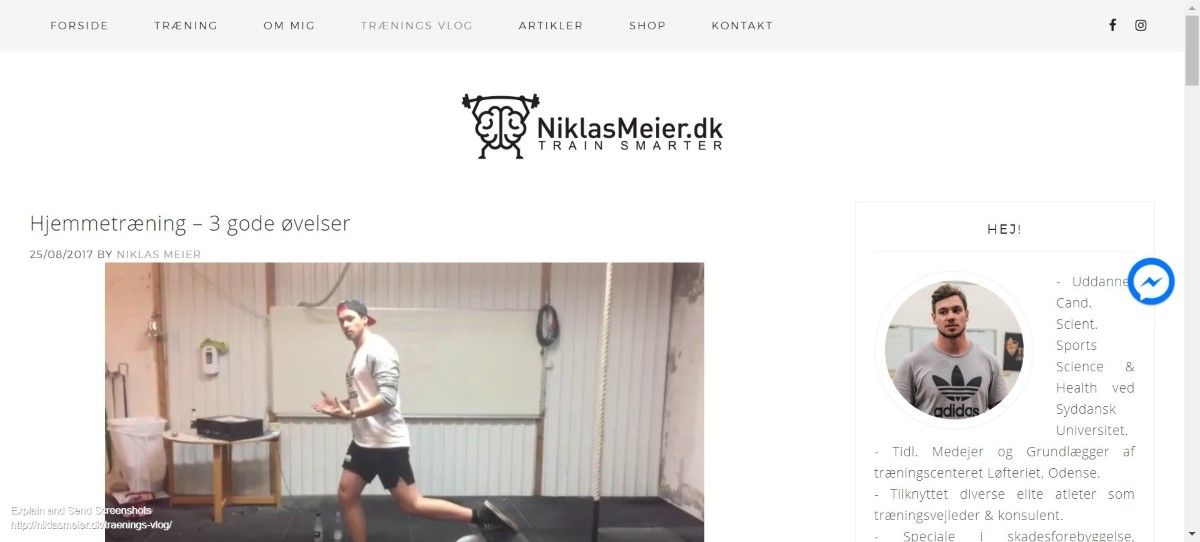 FORSIDE TRÆNING OM MIG TRÆNINGS VLOG ARTIKLER SHOP KONTAKT
NiklasMeier.dk
TRAIN SMARTER
Hjemmetræning – 3 gode øvelser
25/08/2017 BY NIKLAS MEIER
HEJ!
adidas
- Uddannet
Cand.
Scient.
Sports
Science &
Health ved
Syddansk
Universitet.
- Tidl. Medejer og Grundlægger af
træningscenteret Løfteriet, Odense.
- Tilknyttet diverse elite atleter som
træningsvejleder & konsulent.
- Speciale i skadesforebyggelse,
Explain and Send Screenshots
http://niklasmeier.dk/traenings-vlog/